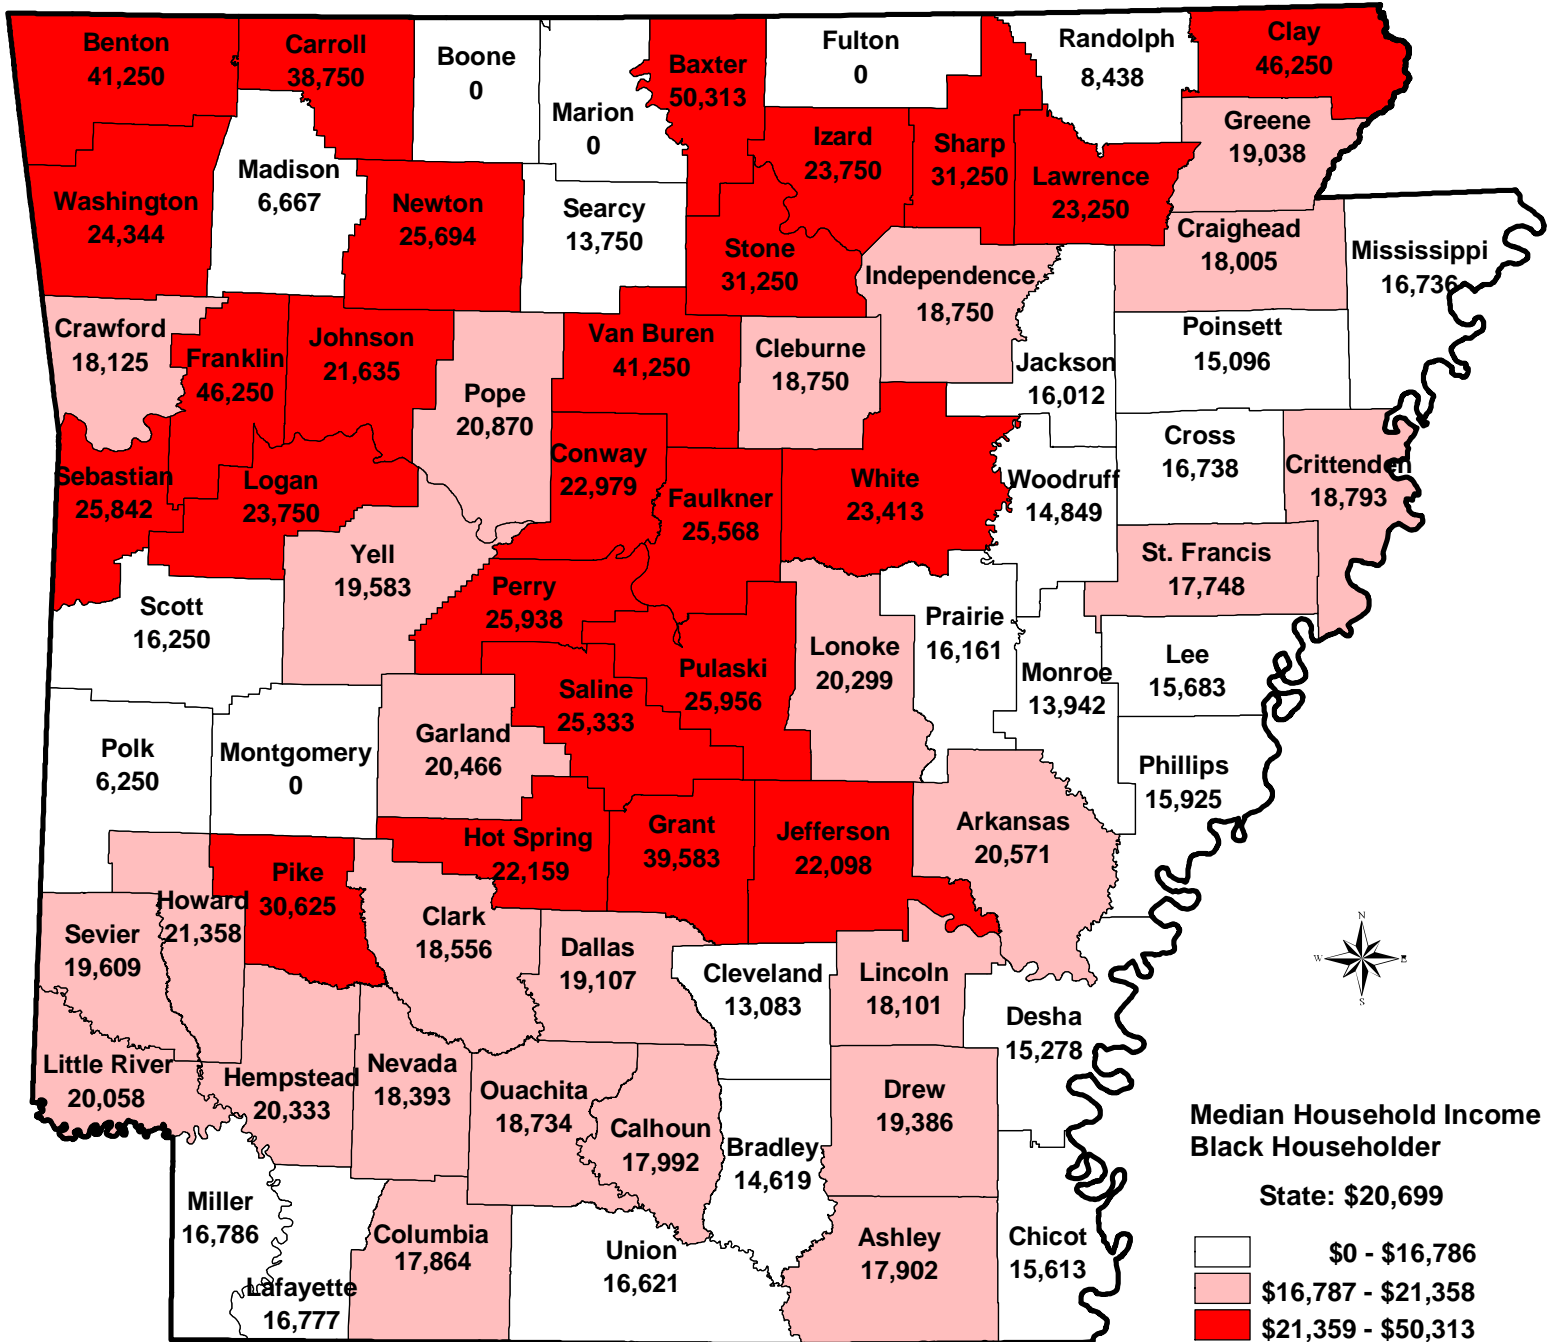 Benton
41,250
Carroll
38,750
Boone
0
Marion
0
Baxter
50,313
Fulton
0
Randolph
8,438
Clay
46,250
Greene
19,038
Izard
23,750
Sharp
31,250
Lawrence
23,250
Madison
6,667
Washington
24,344
Newton
25,694
Searcy
13,750
Stone
31,250
Independence
18,750
Craighead
18,005
Mississippi
16,736
Crawford
18,125
Franklin
46,250
Johnson
21,635
Pope
20,870
Van Buren
41,250
Cleburne
18,750
Jackson
16,012
Poinsett
15,096
Sebastian
25,842
Logan
23,750
Conway
22,979
Faulkner
25,568
White
23,413
Woodruff
14,849
Cross
16,738
Crittenden
18,793
Yell
19,583
St. Francis
17,748
Scott
16,250
Perry
25,938
Saline
25,333
Pulaski
25,956
Lonoke
20,299
Prairie
16,161
Monroe
13,942
Lee
15,683
Polk
6,250
Montgomery
0
Garland
20,466
Phillips
15,925
Hot Spring
22,159
Grant
39,583
Jefferson
22,098
Arkansas
20,571
Howard
21,358
Pike
30,625
Clark
18,556
Dallas
19,107
Sevier
19,609
Cleveland
13,083
Lincoln
18,101
Desha
15,278
N
W
E
S
Little River
20,058
Hempstead
20,333
Nevada
18,393
Ouachita
18,734
Calhoun
17,992
Bradley
14,619
Drew
19,386
Miller
16,786
Lafayette
16,777
Columbia
17,864
Union
16,621
Ashley
17,902
Chicot
15,613
Median Household Income
Black Householder
State: $20,699
$0 - $16,786
$16,787 - $21,358
$21,359 - $50,313